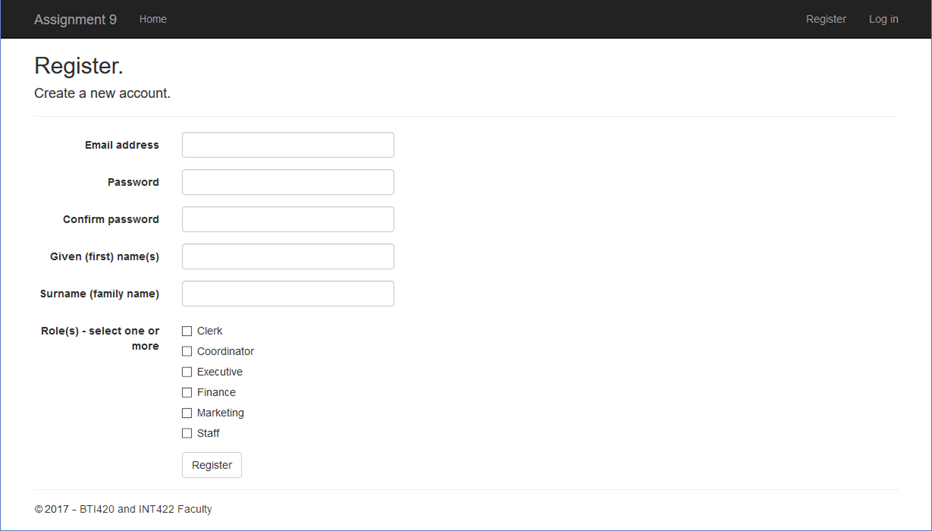 Assignment 9 Home Register Log in
Register.
Create a new account.
Email address
Password
Confirm password
Given (first) name(s)
Surname (family name)
Role(s) - select one or
more
Clerk
Coordinator
Executive
Finance
Marketing
Staff
Register
© 2017 - BTI420 and INT422 Faculty